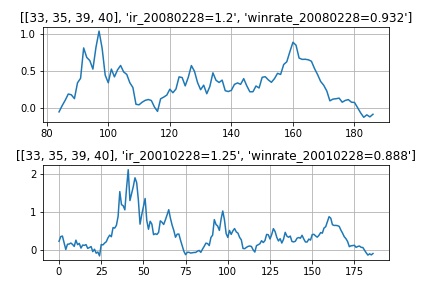 [[33, 35, 39, 40], 'ir_20080228=1.2', 'winrate_20080228=0.932']
1.0
0.5
0.0
80 100 120 140 160 180
[[33, 35, 39, 40], 'ir_20010228=1.25', 'winrate_20010228=0.888']
2
1
0
0 25 50 75 100 125 150 175